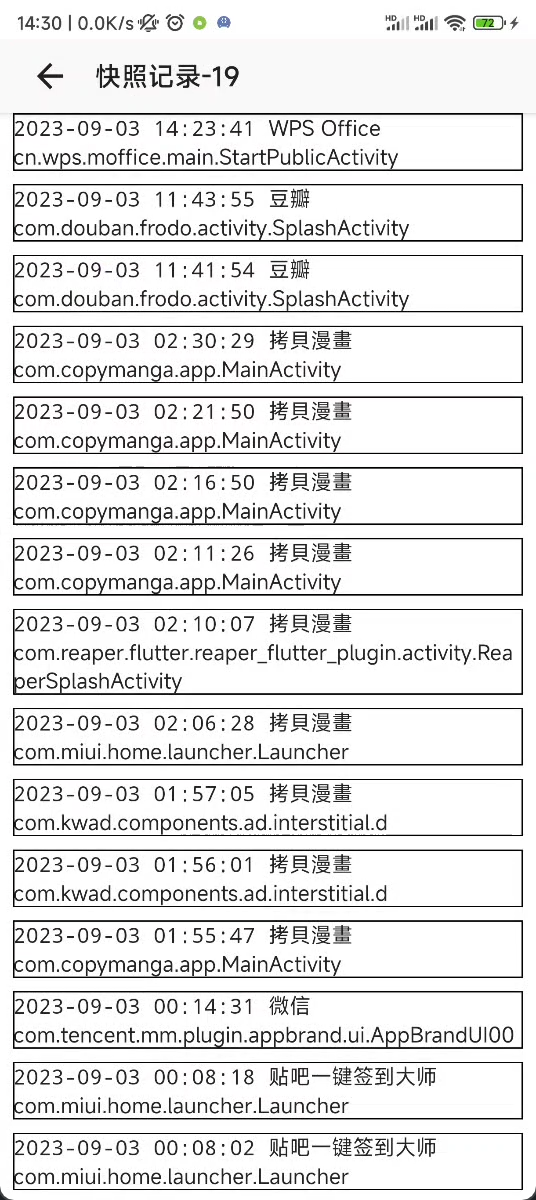 14:30 | 0.0K/s
HD HD 72
快照记录-19
2023-09-03 14:23:41 WPS Office
cn.wps.moffice.main.StartPublicActivity
2023-09-03 11:43:55 豆瓣
com.douban.frodo.activity.SplashActivity
2023-09-03 11:41:54 豆瓣
com.douban.frodo.activity.SplashActivity
2023-09-03 02:30:29 拷貝漫畫
com.copymanga.app.MainActivity
2023-09-03 02:21:50 拷貝漫畫
com.copymanga.app.MainActivity
2023-09-03 02:16:50 拷貝漫畫
com.copymanga.app.MainActivity
2023-09-03 02:11:26 拷貝漫畫
com.copymanga.app.MainActivity
2023-09-03 02:10:07 拷貝漫畫
com.reaper.flutter.reaper_flutter_plugin.activity.Rea
perSplashActivity
2023-09-03 02:06:28 拷貝漫畫
com.miui.home.launcher.Launcher
2023-09-03 01:57:05 拷貝漫畫
com.kwad.components.ad.interstitial.d
2023-09-03 01:56:01 拷貝漫畫
com.kwad.components.ad.interstitial.d
2023-09-03 01:55:47 拷貝漫畫
com.copymanga.app.MainActivity
2023-09-03 00:14:31 微信
com.tencent.mm.plugin.appbrand.ui.AppBrandUI00
2023-09-03 00:08:18 贴吧一键签到大师
com.miui.home.launcher.Launcher
2023-09-03 00:08:02 贴吧一键签到大师
com.miui.home.launcher.Launcher